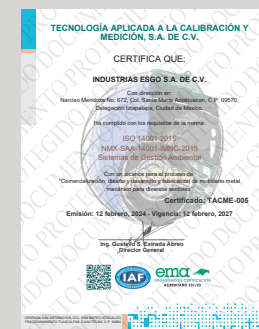 TECNOLOGÍA APLICADA A LA CALIBRACIÓN Y
MEDICIÓN, S.A. DE C.V.
CERTIFICA QUE:
INDUSTRIAS ESGO S.A. DE C.V.
Con dirección en:
Narciso Mendoza No. 672, Col. Santa María Aztahuacan, C.P. 09570,
Delegación Iztapalapa, Ciudad de México
Ha cumplido con los requisitos de la norma:
ISO 14001:2015
NMX-SAA-14001-IMNC-2015
Sistemas de Gestión Ambiental
Con un alcance para el proceso de:
"Comercialización, diseño y desarrollo y fabricación de mobiliario metal
mecánico para diversos sectores"
Certificado: TACME-005
Emisión: 12 febrero, 2024 - Vigencia: 12 febrero, 2027
Ing. Gustavo S. Estrada Abreo
Director General
IAF
ema
ORGANISMO DE CERTIFICACIÓN